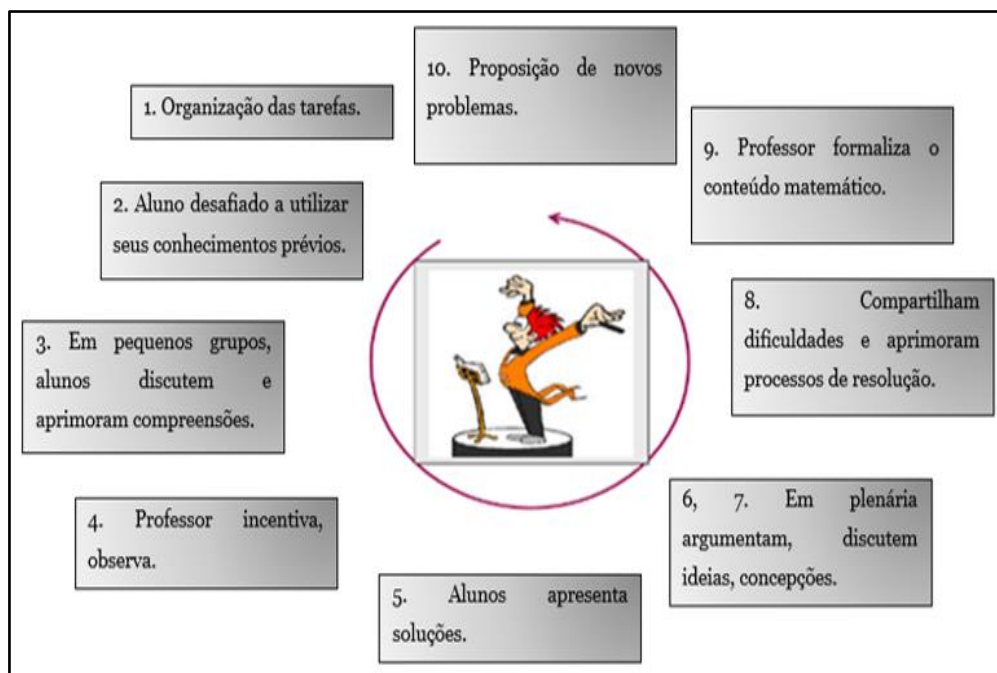 1. Organização das tarefas.
2. Aluno desafiado a utilizar
seus conhecimentos prévios.
3. Em pequenos grupos,
alunos discutem e
aprimoram compreensões.
4. Professor incentiva,
observa.
5. Alunos apresenta
soluções.
6, 7. Em plenária
argumentam, discutem
ideias, concepções.
8. Compartilham
dificuldades e aprimoram
processos de resolução.
9. Professor formaliza o
conteúdo matemático.
10. Proposição de novos
problemas.